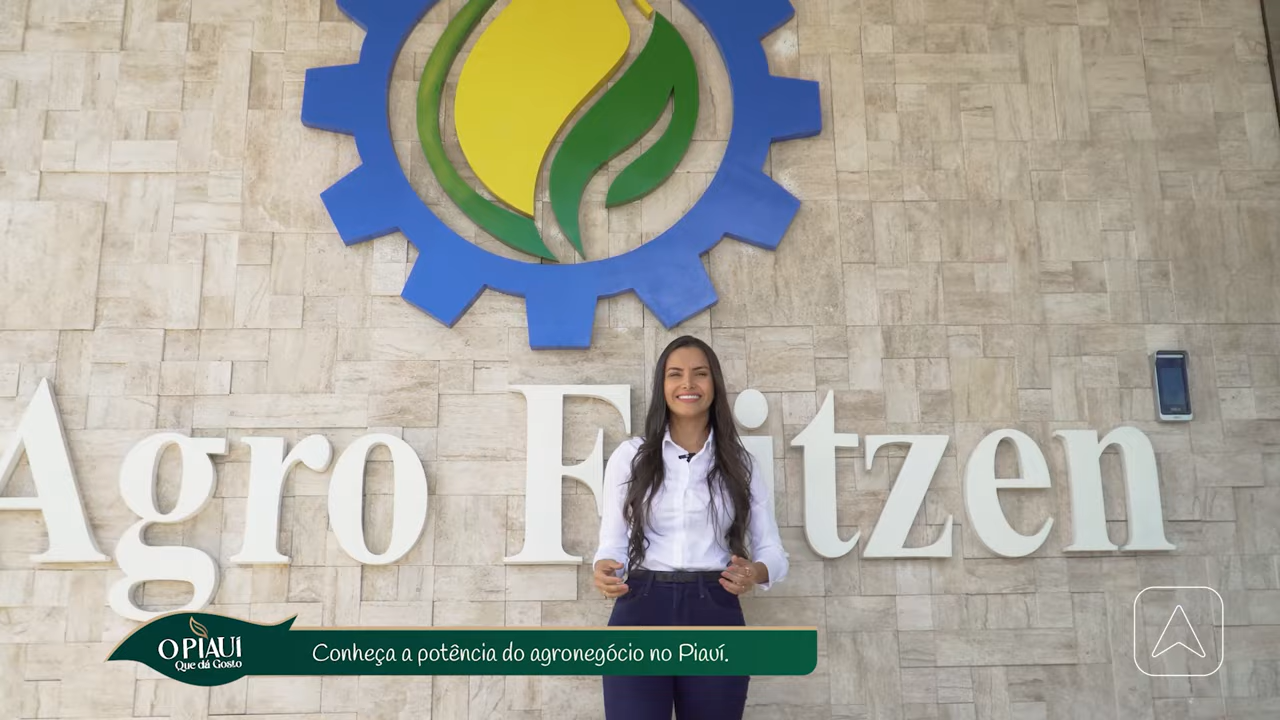 Agro F itzen
O PIAUÍ
Que dá Gosto
Conheça a potência do agronegócio no Piauí.